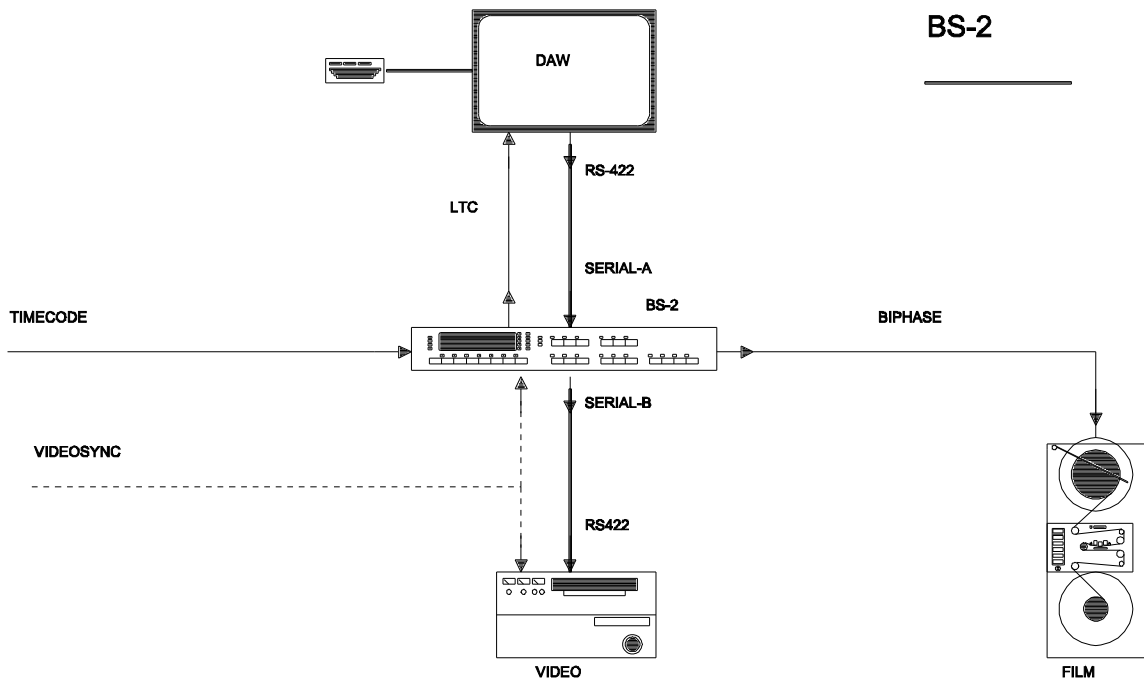 BS-2
DAW
RS-422
LTC
SERIAL-A
BS-2
TIMECODE
BIPHASE
SERIAL-B
VIDEOSYNC
RS422
VIDEO
FILM